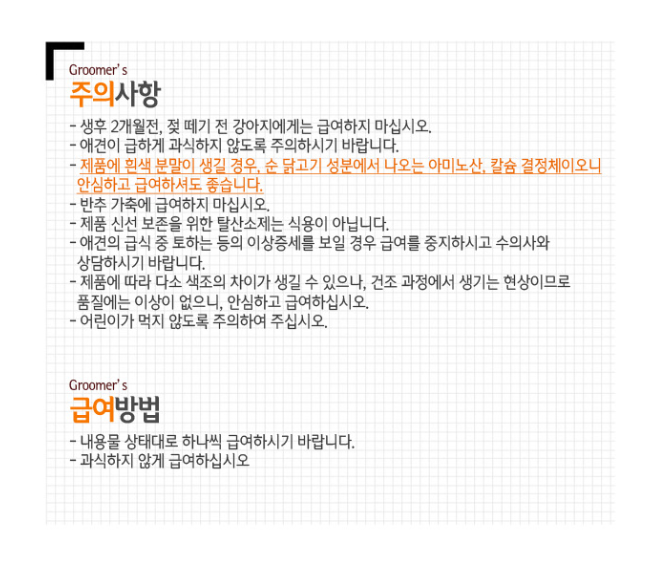 Groomer's
주의사항
- 생후 2개월전, 젖 떼기 전 강아지에게는 급여하지 마십시오.
- 애견이 급하게 과식하지 않도록 주의하시기 바랍니다.
- 제품에 흰색 분말이 생길 경우, 순 닭고기 성분에서 나오는 아미노산, 칼슘 결정체이오니
안심하고 급여하셔도 좋습니다.
- 반추 가축에 급여하지 마십시오.
- 제품 신선 보존을 위한 탈산소제는 식용이 아닙니다.
- 애견의 급식 중 토하는 등의 이상증세를 보일 경우 급여를 중지하시고 수의사와
상담하시기 바랍니다.
- 제품에 따라 다소 색조의 차이가 생길 수 있으나, 건조 과정에서 생기는 현상이므로
품질에는 이상이 없으니, 안심하고 급여하십시오.
- 어린이가 먹지 않도록 주의하여 주십시오.
Groomer's
급여방법
- 내용물 상태대로 하나씩 급여하시기 바랍니다.
- 과식하지 않게 급여하십시오